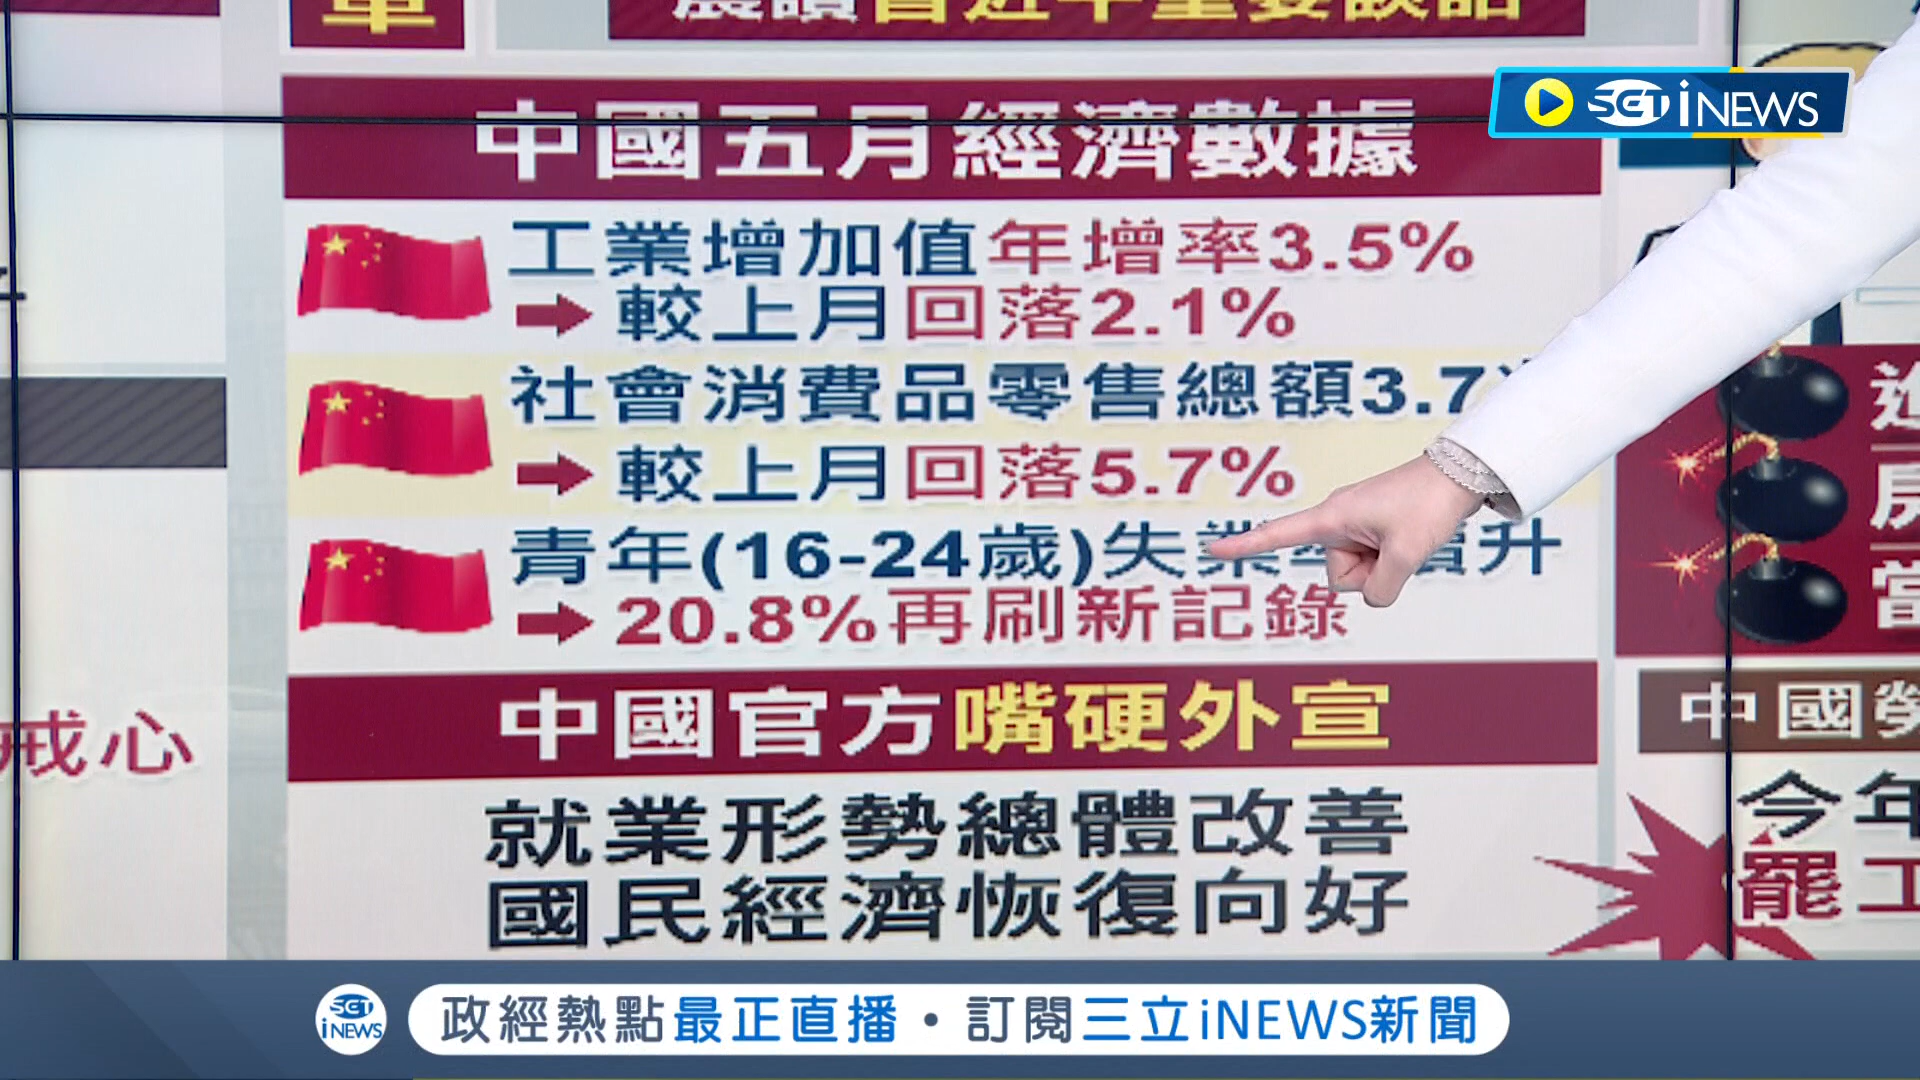 SET iNEWS
中國五月經濟數據
工業增加值年增率3.5%
較上月回落2.1%
社會消費品零售總額3.7
較上月回落5.7%
青年(16-24歲)失業 升
20.8%再刷新記錄
中國官方嘴硬外宣
就業形勢總體改善
國民經濟恢復向好
戒心
中國勞
今年
罷工
SET iNEWS
政經熱點最正直播・訂閱三立iNEWS新聞